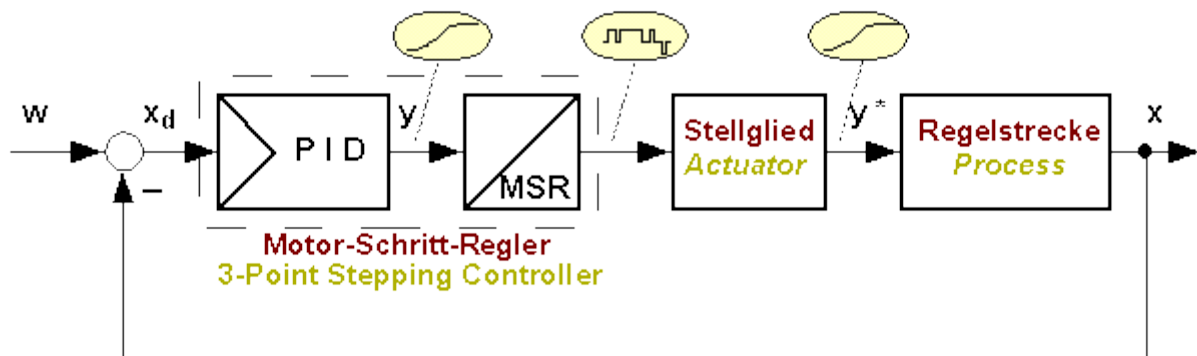 w
x_d
PID
y
MSR
Stellglied
Actuator
y*
Regelstrecke
Process
x
–
Motor-Schritt-Regler
3-Point Stepping Controller